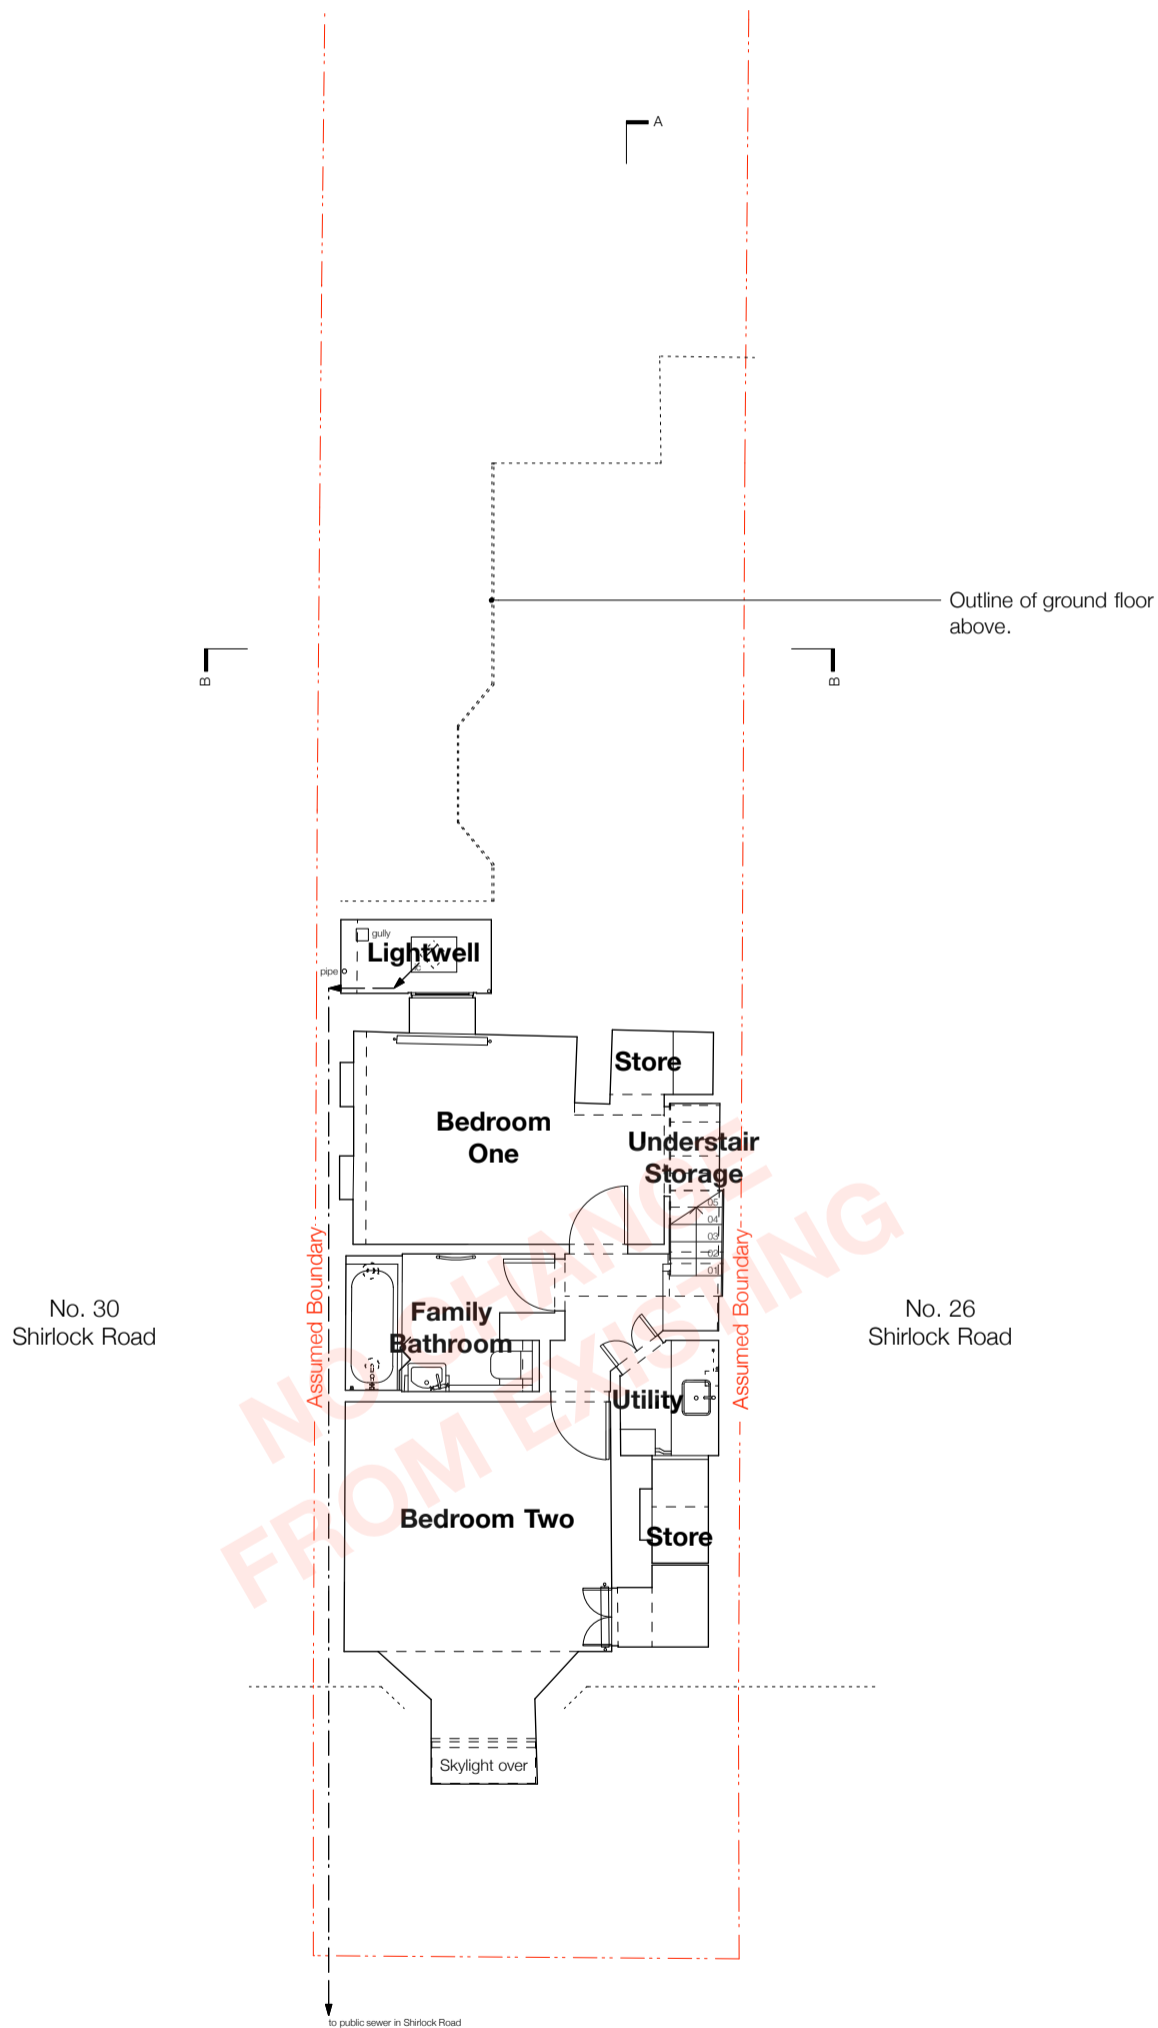 A
Outline of ground floor
above.
B
B
gully
Lightwell
pipe
Store
Bedroom
One
Understair
Storage
05
04
03
02
01
No. 30
Shirlock Road
Assumed Boundary
Family
Bathroom
Assumed Boundary
No. 26
Shirlock Road
Utility
NO CHANGE
FROM EXISTING
Bedroom Two
Store
Skylight over
to public sewer in Shirlock Road